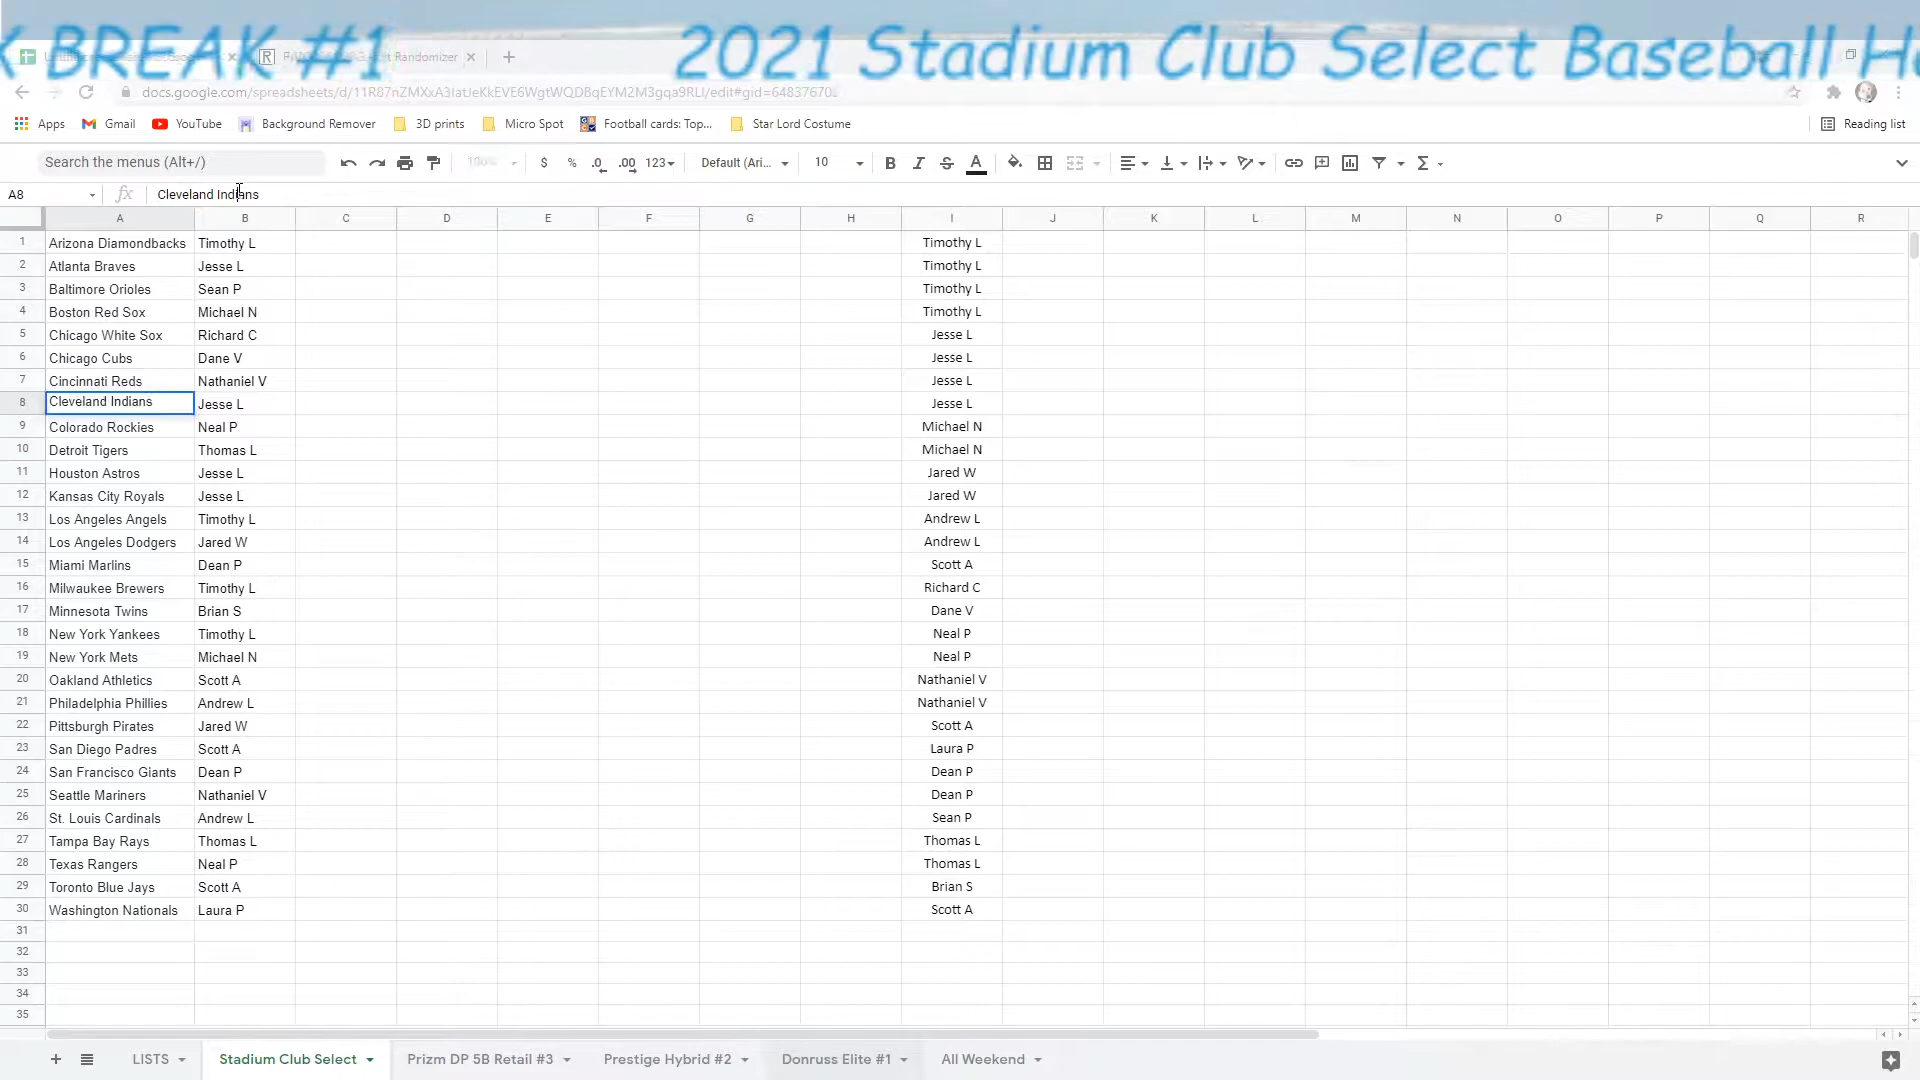 K BREAK #1 2021 Stadium Club Select Baseball H
Randomizer
docs.google.com/spreadsheets/d/11R87nZMXxA3IatJeKkEVE6WgtWQDBqEYM2M3gqa9RLI/edit#gid=64837670
Apps Gmail YouTube Background Remover 3D prints Micro Spot Football cards: Top... Star Lord Costume Reading list
Search the menus (Alt+/) 100% $ % .0 .00 123 Default (Ari... 10 B I S A Σ
A8 fx Cleveland Indians
A B C D E F G H I J K L M N O P Q R
1 Arizona Diamondbacks Timothy L Timothy L
2 Atlanta Braves Jesse L Timothy L
3 Baltimore Orioles Sean P Timothy L
4 Boston Red Sox Michael N Timothy L
5 Chicago White Sox Richard C Jesse L
6 Chicago Cubs Dane V Jesse L
7 Cincinnati Reds Nathaniel V Jesse L
8 Cleveland Indians Jesse L Jesse L
9 Colorado Rockies Neal P Michael N
10 Detroit Tigers Thomas L Michael N
11 Houston Astros Jesse L Jared W
12 Kansas City Royals Jesse L Jared W
13 Los Angeles Angels Timothy L Andrew L
14 Los Angeles Dodgers Jared W Andrew L
15 Miami Marlins Dean P Scott A
16 Milwaukee Brewers Timothy L Richard C
17 Minnesota Twins Brian S Dane V
18 New York Yankees Timothy L Neal P
19 New York Mets Michael N Neal P
20 Oakland Athletics Scott A Nathaniel V
21 Philadelphia Phillies Andrew L Nathaniel V
22 Pittsburgh Pirates Jared W Scott A
23 San Diego Padres Scott A Laura P
24 San Francisco Giants Dean P Dean P
25 Seattle Mariners Nathaniel V Dean P
26 St. Louis Cardinals Andrew L Sean P
27 Tampa Bay Rays Thomas L Thomas L
28 Texas Rangers Neal P Thomas L
29 Toronto Blue Jays Scott A Brian S
30 Washington Nationals Laura P Scott A
31
32
33
34
35
+ LISTS Stadium Club Select Prizm DP 5B Retail #3 Prestige Hybrid #2 Donruss Elite #1 All Weekend